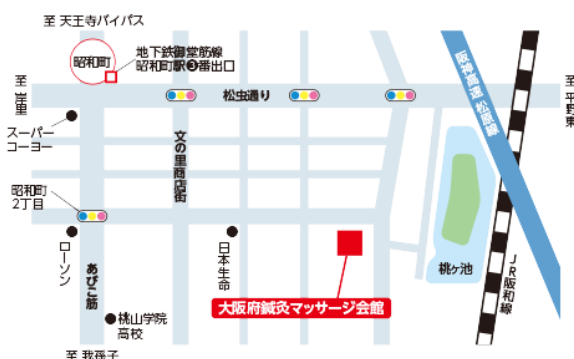 至 天王寺バイパス
昭和町
地下鉄御堂筋線
昭和町駅❸番出口
至
岸里
松虫通り
至
平野東
阪神高速松原線
スーパー
コーヨー
文の里商店街
昭和町
2丁目
ローソン
あびこ筋
日本生命
桃ヶ池
JR阪和線
大阪府鍼灸マッサージ会館
桃山学院
高校
至 我孫子